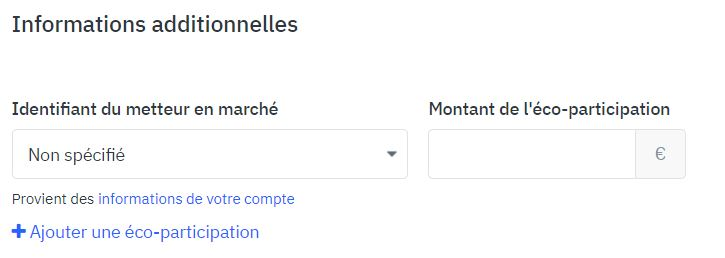 Informations additionnelles
Identifiant du metteur en marché
Montant de l'éco-participation
Non spécifié
€
Provient des informations de votre compte
+ Ajouter une éco-participation